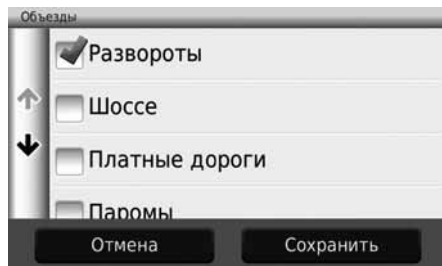 Объезды
Развороты
Шоссе
Платные дороги
Паромы
Отмена
Сохранить